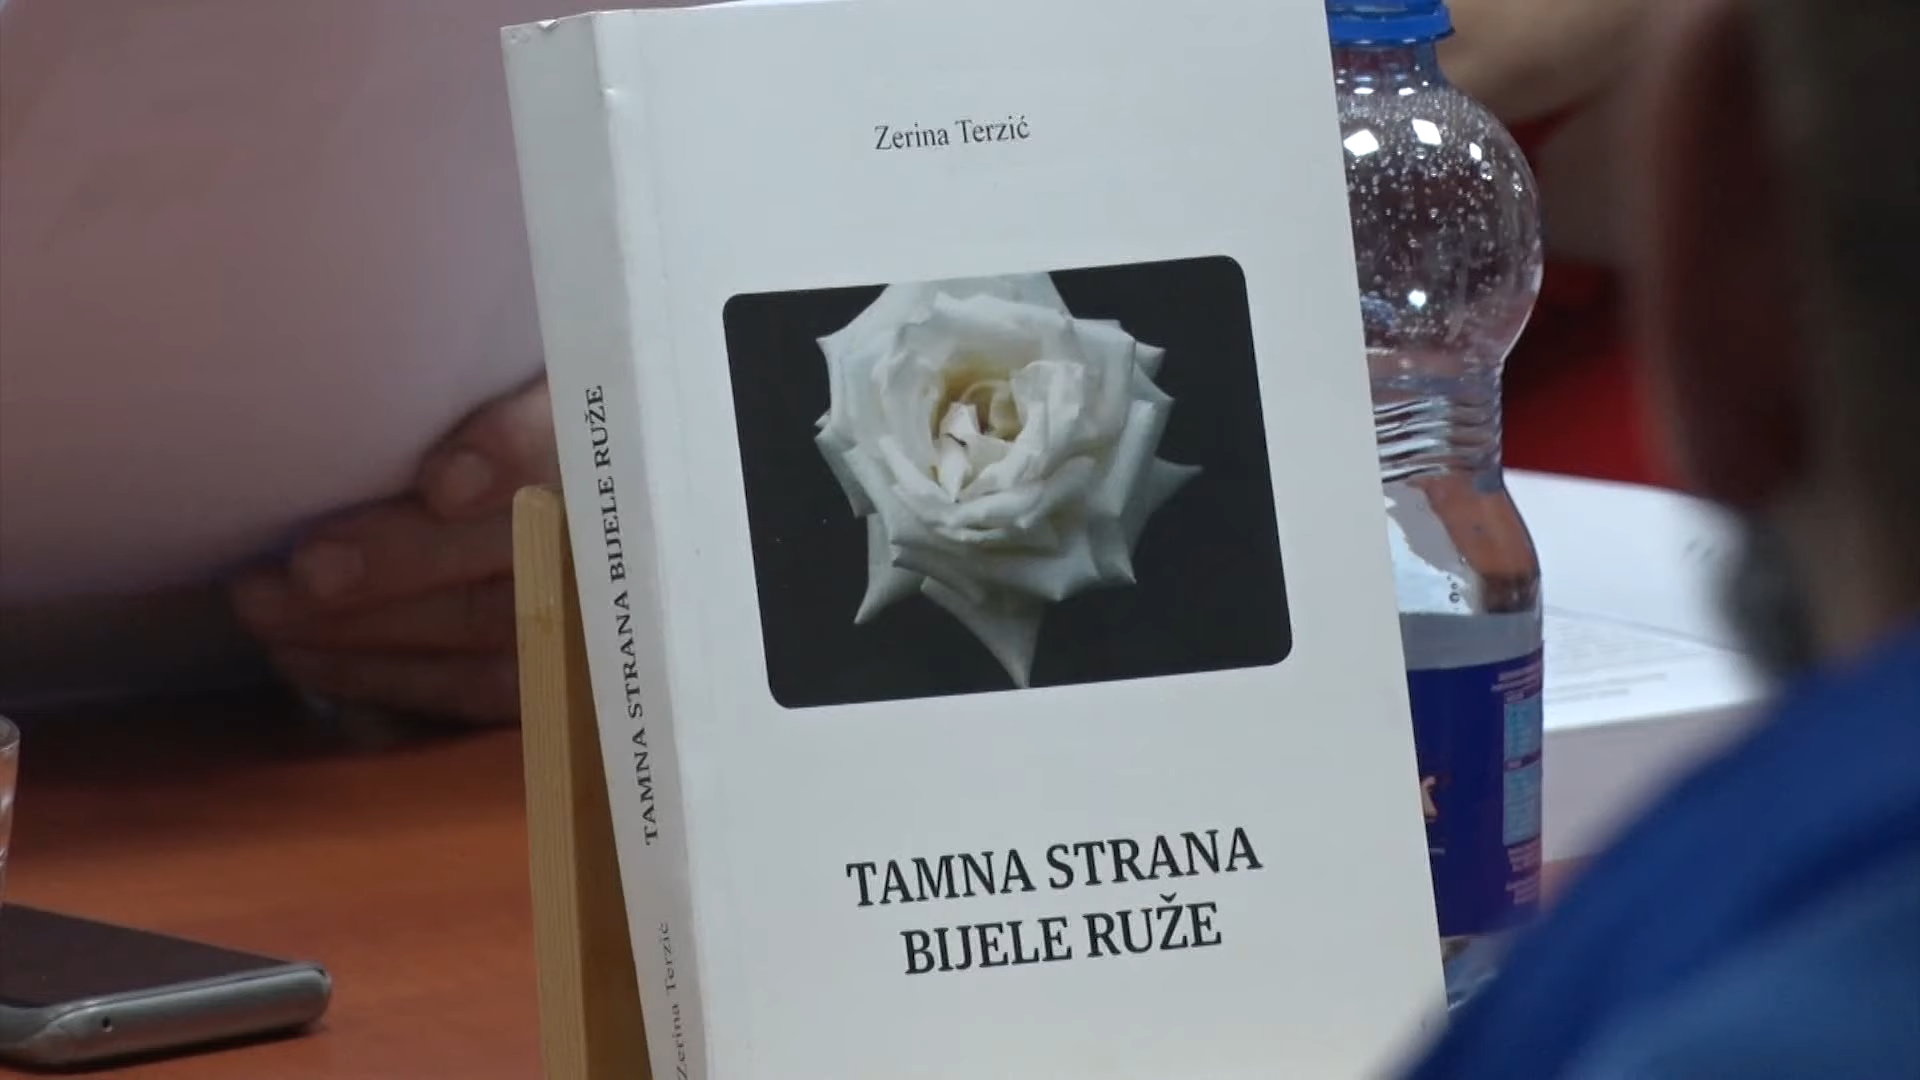 Zerina Terzić
TAMNA STRANA
BIJELE RUŽE
TAMNA STRANA BIJELE RUŽE
Zerina Terzić